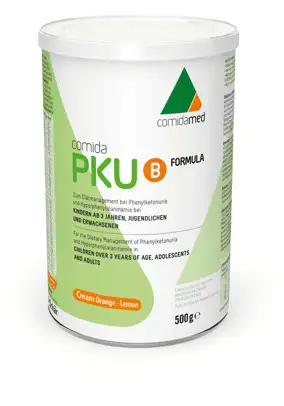 comidamed
comida
PKU B FORMULA
Zum Diätmanagement bei Phenylketonurie
und Hyperphenylalaninämie bei
KINDERN AB 3 JAHREN, JUGENDLICHEN
UND ERWACHSENEN
For the Dietary Management of Phenylketonuria
and Hyperphenylalaninaemia in
CHILDREN OVER 3 YEARS OF AGE, ADOLESCENTS
AND ADULTS
Cream Orange - Lemon
500 g e